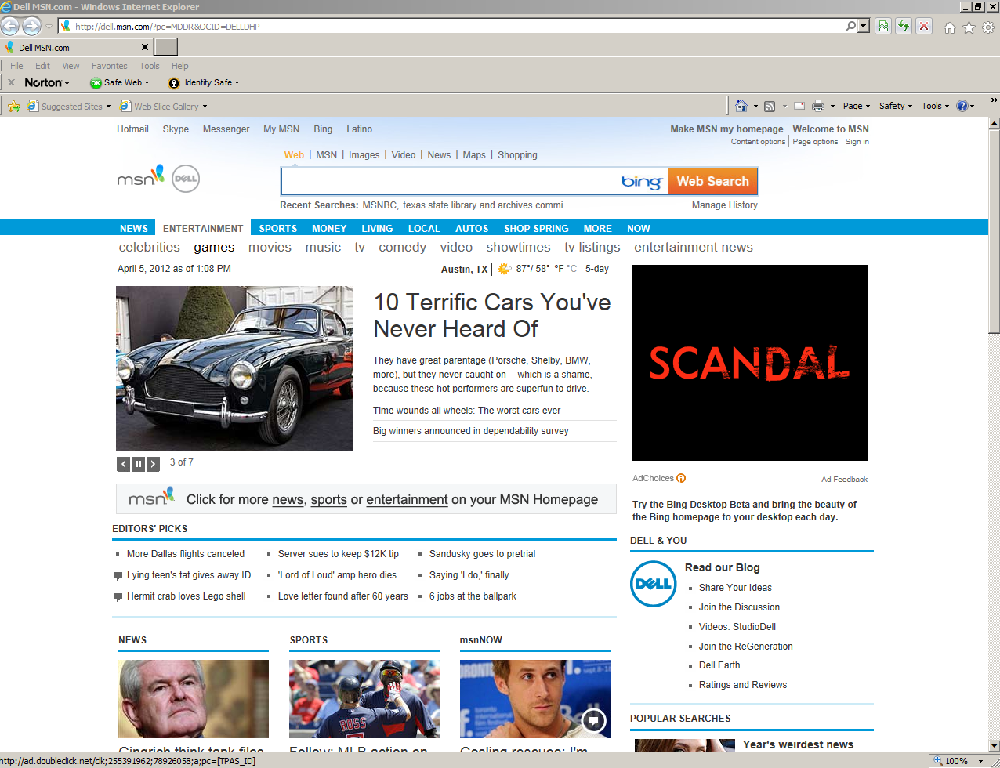 Dell MSN.com - Windows Internet Explorer
http://dell.msn.com/?pc=MDDR&OCID=DELLDHP
Dell MSN.com
File Edit View Favorites Tools Help
Norton OK Safe Web Identity Safe
Suggested Sites Web Slice Gallery Page Safety Tools
Hotmail Skype Messenger My MSN Bing Latino
Make MSN my homepage Welcome to MSN
Content options Page options Sign in
Web MSN Images Video News Maps Shopping
msn DELL
bing Web Search
Recent Searches: MSNBC, texas state library and archives commi... Manage History
NEWS ENTERTAINMENT SPORTS MONEY LIVING LOCAL AUTOS SHOP SPRING MORE NOW
celebrities games movies music tv comedy video showtimes tv listings entertainment news
April 5, 2012 as of 1:08 PM
Austin, TX 87°/ 58° °F °C 5-day
10 Terrific Cars You've
Never Heard Of
They have great parentage (Porsche, Shelby, BMW,
more), but they never caught on -- which is a shame,
because these hot performers are superfun to drive.
Time wounds all wheels: The worst cars ever
Big winners announced in dependability survey
3 of 7
SCANDAL
AdChoices Ad Feedback
msn Click for more news, sports or entertainment on your MSN Homepage
Try the Bing Desktop Beta and bring the beauty of
the Bing homepage to your desktop each day.
EDITORS' PICKS
More Dallas flights canceled
Lying teen's tat gives away ID
Hermit crab loves Lego shell
Server sues to keep $12K tip
'Lord of Loud' amp hero dies
Love letter found after 60 years
Sandusky goes to pretrial
Saying 'I do,' finally
6 jobs at the ballpark
DELL & YOU
DELL
Read our Blog
Share Your Ideas
Join the Discussion
Videos: StudioDell
Join the ReGeneration
Dell Earth
Ratings and Reviews
NEWS
Gingrich think tank files
SPORTS
ROSS
Follow: MLB action on
msnNOW
Gosling rescue: I'm
POPULAR SEARCHES
Year's weirdest news
http://ad.doubleclick.net/clk;255391962;78926058;a;pc=[TPAS_ID]
100%